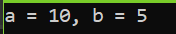 a = 10, b = 5